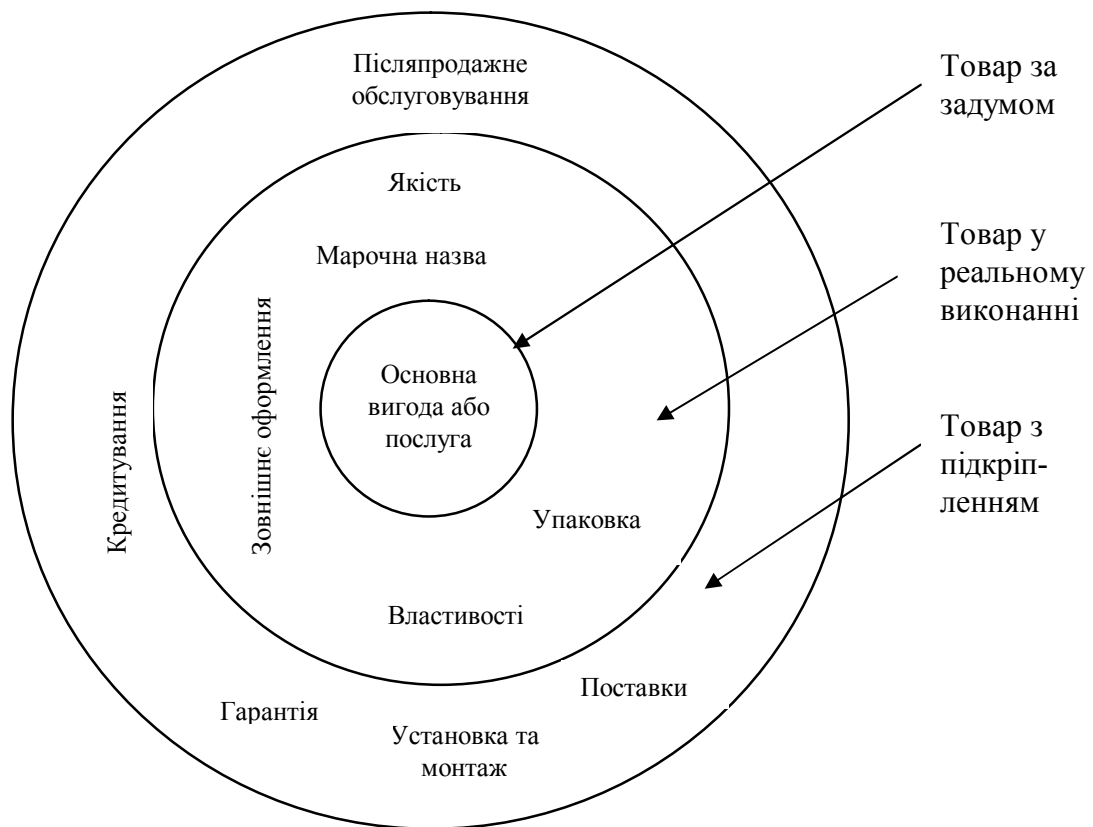 Післяпродажне
обслуговування
Якість
Марочна назва
Зовнішнє оформлення
Кредитування
Основна
вигода або
послуга
Упаковка
Властивості
Поставки
Гарантія
Установка та
монтаж
Товар за
задумом
Товар у
реальному
виконанні
Товар з
підкріп-
ленням